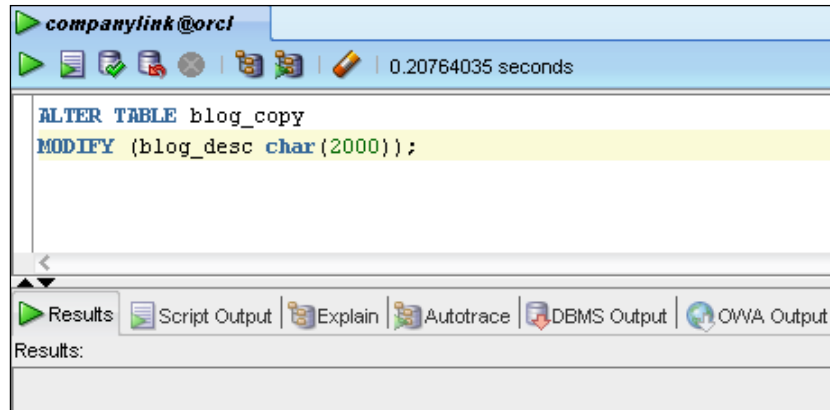 companylink@orcl
0.20764035 seconds
ALTER TABLE blog_copy
MODIFY (blog_desc char(2000));
Results Script Output Explain Autotrace DBMS Output OWA Output
Results: